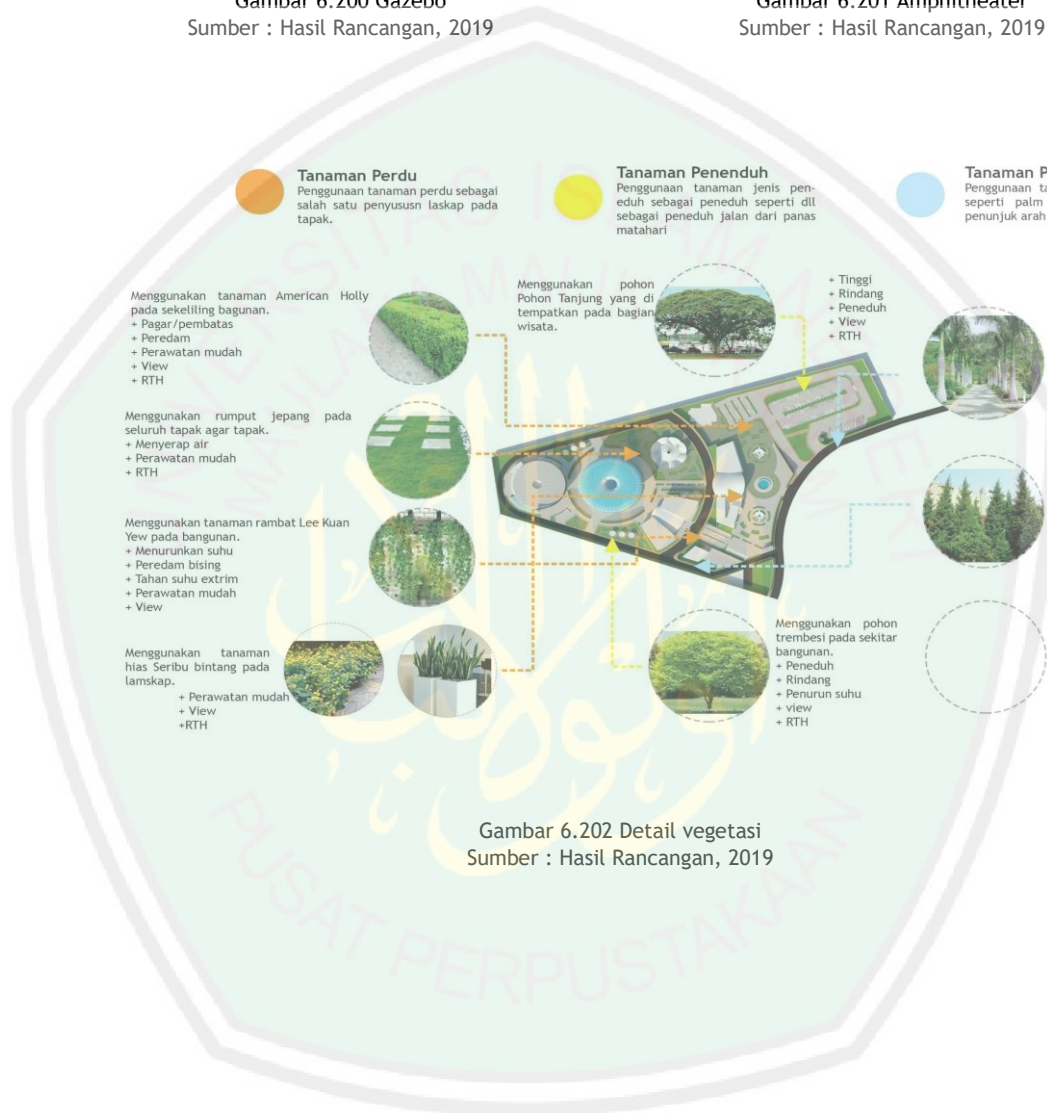 Gambar 6.200 Gazebo
Sumber : Hasil Rancangan, 2019
Gambar 6.201 Amphitheater
Sumber : Hasil Rancangan, 2019
Tanaman Perdu
Penggunaan tanaman perdu sebagai
salah satu penyususn laskap pada
tapak.
Tanaman Penenduh
Penggunaan tanaman jenis pen-
eduh sebagai peneduh seperti dll
sebagai peneduh jalan dari panas
matahari
Tanaman P
Penggunaan ta
seperti palm
penunjuk arah
Menggunakan tanaman American Holly
pada sekeliling bagunan.
+ Pagar/pembatas
+ Peredam
+ Perawatan mudah
+ View
+ RTH
Menggunakan pohon
Pohon Tanjung yang di
tempatkan pada bagian
wisata.
+ Tinggi
+ Rindang
+ Peneduh
+ View
+ RTH
Menggunakan rumput jepang pada
seluruh tapak agar tapak.
+ Menyerap air
+ Perawatan mudah
+ RTH
Menggunakan tanaman rambat Lee Kuan
Yew pada bangunan.
+ Menurunkan suhu
+ Peredam bising
+ Tahan suhu extrim
+ Perawatan mudah
+ View
Menggunakan tanaman
hias Seribu bintang pada
lamskap.
+ Perawatan mudah
+ View
+RTH
Menggunakan pohon
trembesi pada sekitar
bangunan.
+ Peneduh
+ Rindang
+ Penurun suhu
+ view
+ RTH
Gambar 6.202 Detail vegetasi
Sumber : Hasil Rancangan, 2019
PUSAT PERPUSTAKAAN